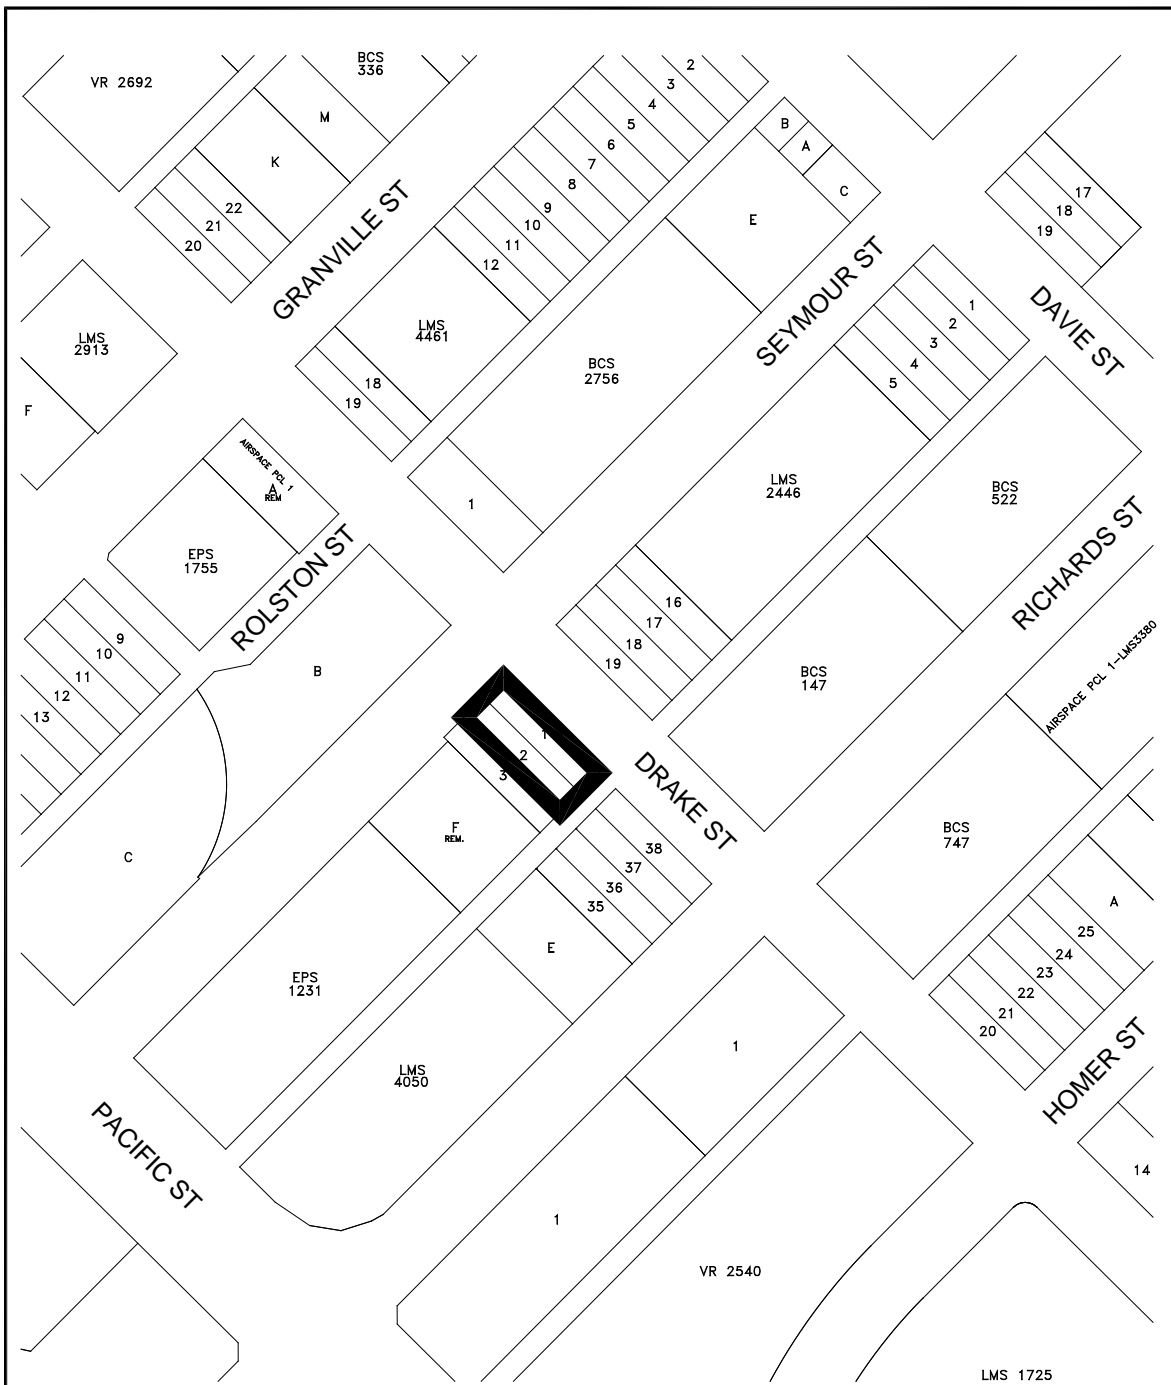 BCS
336
VR 2692
M
K
22
21
20
GRANVILLE ST
2
3
4
5
6
7
8
9
10
11
12
B
A
C
E
17
18
19
LMS
2913
F
LMS
4461
18
19
BCS
2756
1
SEYMOUR ST
DAVIE ST
1
2
3
4
5
AIRSPACE PCL 1
A
REM
EPS
1755
ROLSTON ST
LMS
2446
BCS
522
RICHARDS ST
9
10
11
12
13
B
C
16
17
18
19
BCS
147
AIRSPACE PCL 1-LMS3380
1
2
3
F
REM.
DRAKE ST
38
37
36
35
E
BCS
747
A
25
24
23
22
21
20
EPS
1231
LMS
4050
1
HOMER ST
PACIFIC ST
14
1
VR 2540
LMS 1725